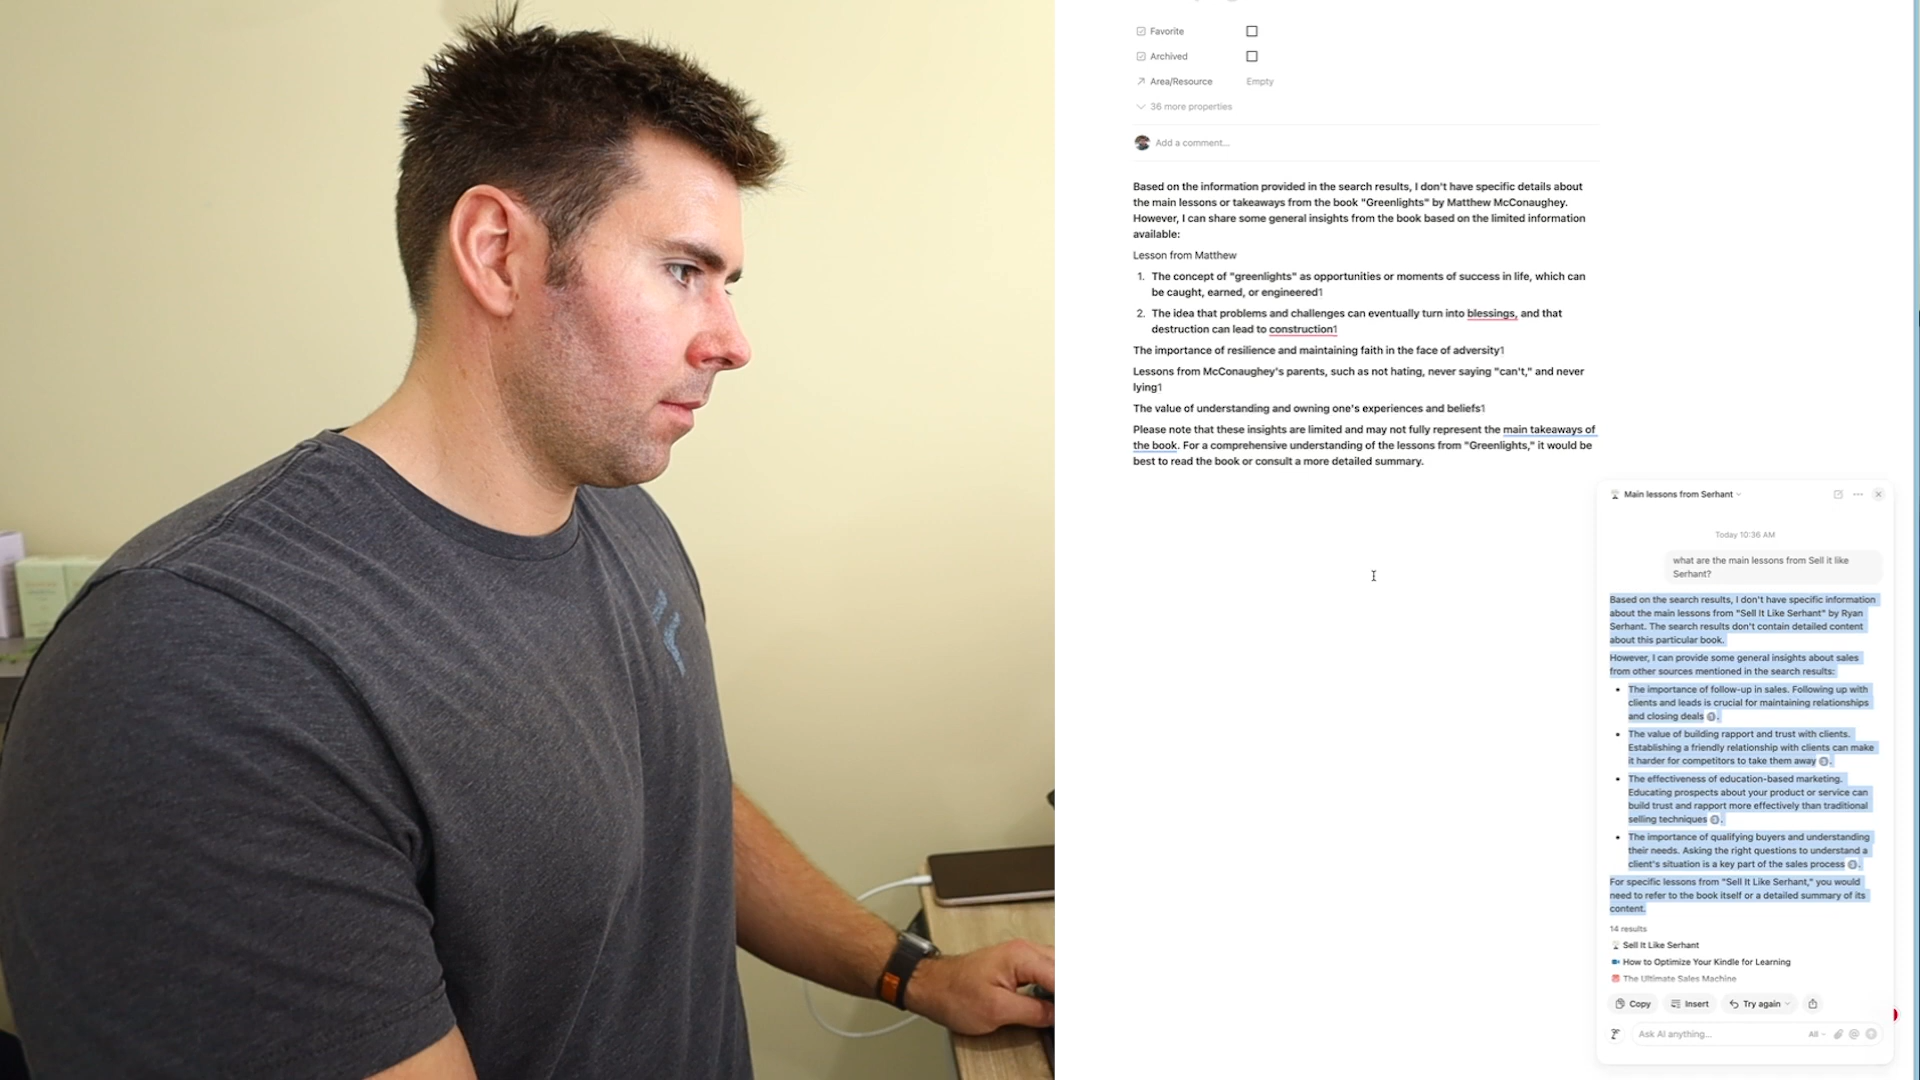 Favorite
Archived
Area/Resource Empty
36 more properties
Add a comment...
Based on the information provided in the search results, I don't have specific details about
the main lessons or takeaways from the book "Greenlights" by Matthew McConaughey.
However, I can share some general insights from the book based on the limited information
available:
Lesson from Matthew
1. The concept of "greenlights" as opportunities or moments of success in life, which can
be caught, earned, or engineered1
2. The idea that problems and challenges can eventually turn into blessings, and that
destruction can lead to construction1
The importance of resilience and maintaining faith in the face of adversity1
Lessons from McConaughey's parents, such as not hating, never saying "can't," and never
lying1
The value of understanding and owning one's experiences and beliefs1
Please note that these insights are limited and may not fully represent the main takeaways of
the book. For a comprehensive understanding of the lessons from "Greenlights," it would be
best to read the book or consult a more detailed summary.
Main lessons from Serhant
Today 10:36 AM
what are the main lessons from Sell it like
Serhant?
Based on the search results, I don't have specific information
about the main lessons from "Sell It Like Serhant" by Ryan
Serhant. The search results don't contain detailed content
about this particular book.
However, I can provide some general insights about sales
from other sources mentioned in the search results:
• The importance of follow-up in sales. Following up with
clients and leads is crucial for maintaining relationships
and closing deals .
• The value of building rapport and trust with clients.
Establishing a friendly relationship with clients can make
it harder for competitors to take them away .
• The effectiveness of education-based marketing.
Educating prospects about your product or service can
build trust and rapport more effectively than traditional
selling techniques .
• The importance of qualifying buyers and understanding
their needs. Asking the right questions to understand a
client's situation is a key part of the sales process .
For specific lessons from "Sell It Like Serhant," you would
need to refer to the book itself or a detailed summary of its
content.
14 results
Sell It Like Serhant
How to Optimize Your Kindle for Learning
The Ultimate Sales Machine
Copy Insert Try again
Ask AI anything... All